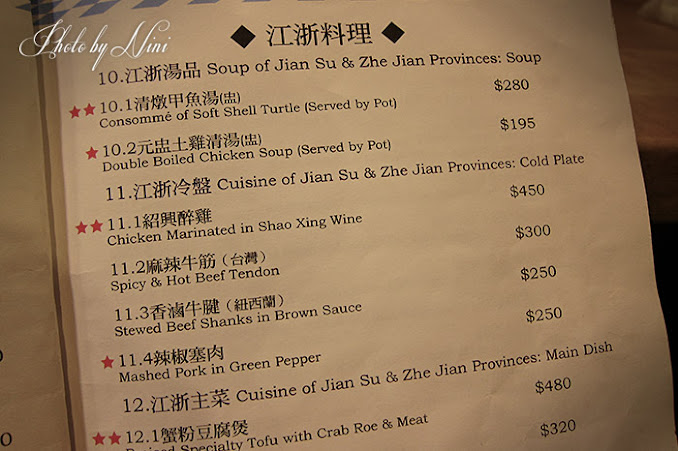 Photo by Nini
◆ 江浙料理 ◆
10.江浙湯品 Soup of Jian Su & Zhe Jian Provinces: Soup
★★10.1清燉甲魚湯(盅) $280
Consommé of Soft Shell Turtle (Served by Pot)
★10.2元盅土雞清湯(盅) $195
Double Boiled Chicken Soup (Served by Pot)
11.江浙冷盤 Cuisine of Jian Su & Zhe Jian Provinces: Cold Plate
★★11.1紹興醉雞 $450
Chicken Marinated in Shao Xing Wine
11.2麻辣牛筋（台灣） $300
Spicy & Hot Beef Tendon
11.3香滷牛腱（紐西蘭） $250
Stewed Beef Shanks in Brown Sauce
★11.4辣椒塞肉 $250
Mashed Pork in Green Pepper
12.江浙主菜 Cuisine of Jian Su & Zhe Jian Provinces: Main Dish
★★12.1蟹粉豆腐煲 $480
Specialty Tofu with Crab Roe & Meat
$320